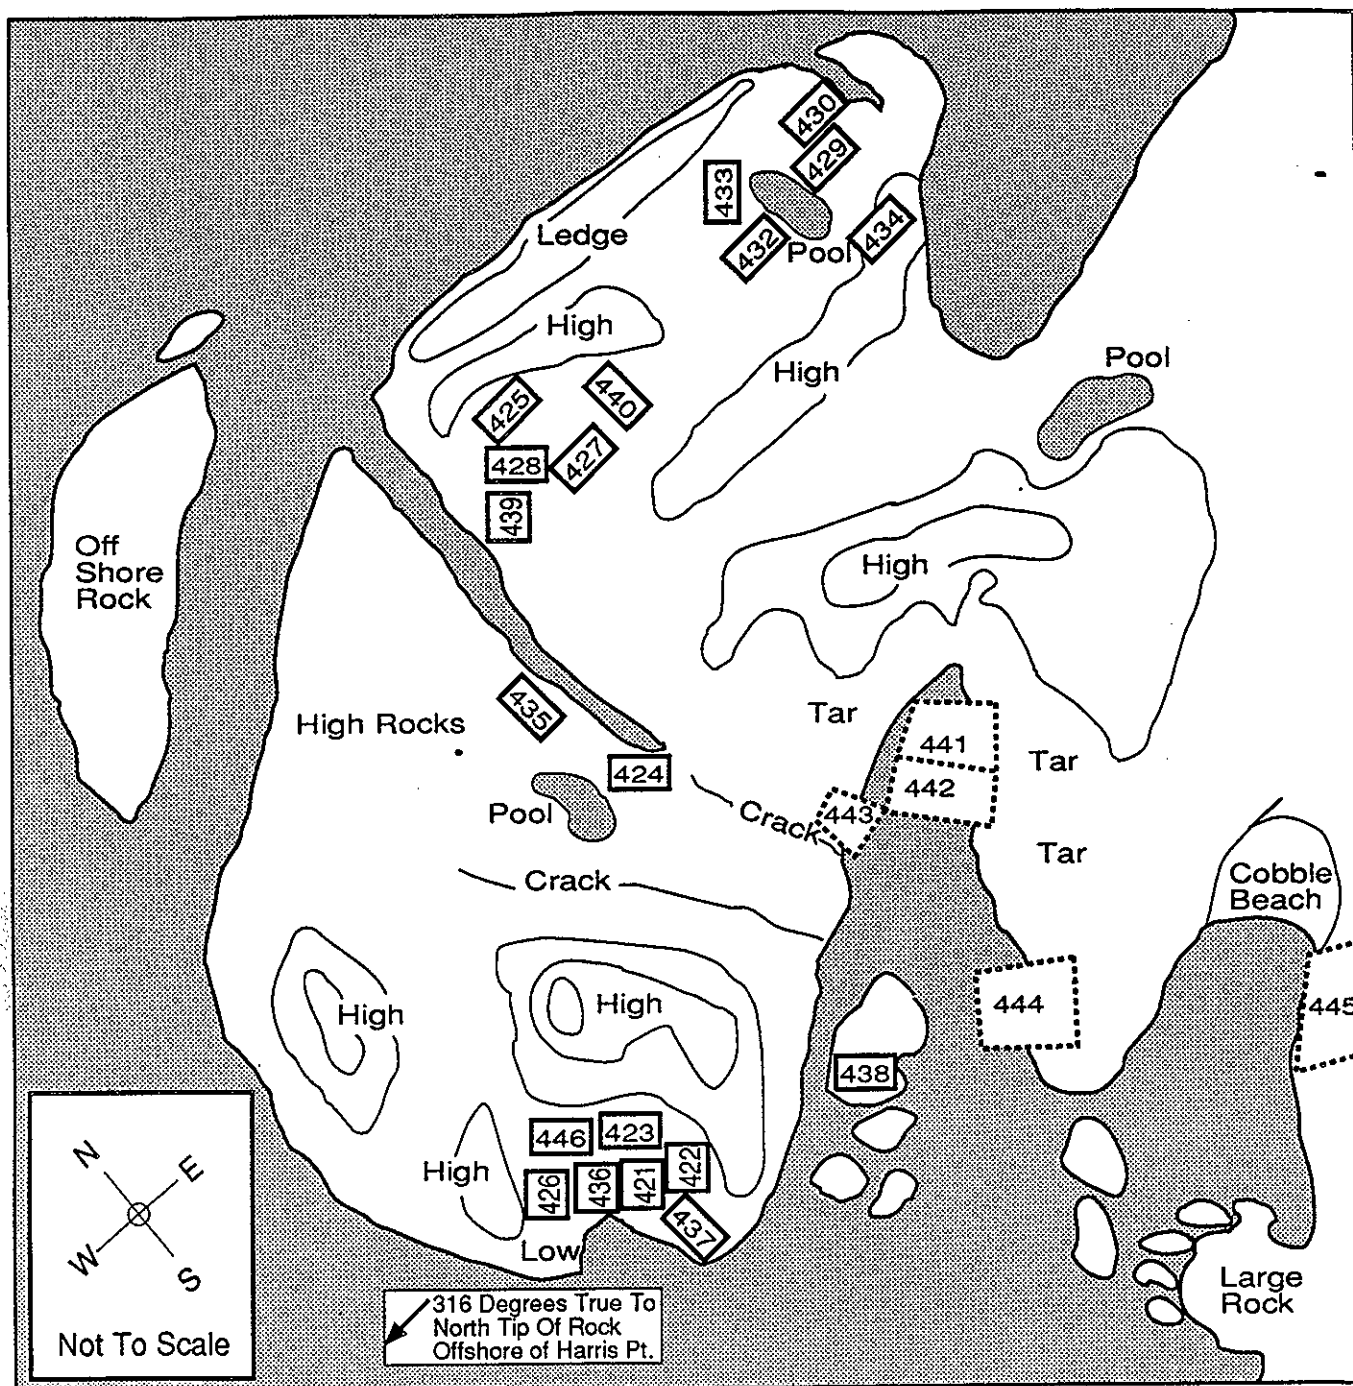 430
429
433
434
432
Ledge
Pool
High
High
Pool
440
425
427
428
439
Off
Shore
Rock
High
435
High Rocks
Tar
441
Tar
424
442
Pool
443
Crack
Tar
Crack
Cobble
Beach
High
High
444
445
438
446
423
422
High
426
436
421
437
Low
N
E
W
S
Not To Scale
316 Degrees True To
North Tip Of Rock
Offshore of Harris Pt.
Large
Rock